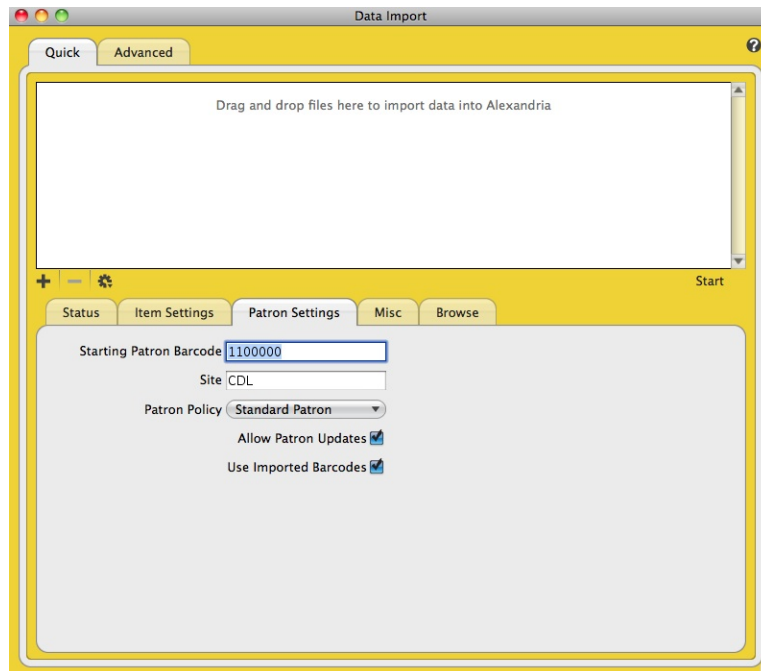 Data Import
Quick Advanced ?
Drag and drop files here to import data into Alexandria
Start
Status Item Settings Patron Settings Misc Browse
Starting Patron Barcode 1100000
Site CDL
Patron Policy Standard Patron
Allow Patron Updates
Use Imported Barcodes